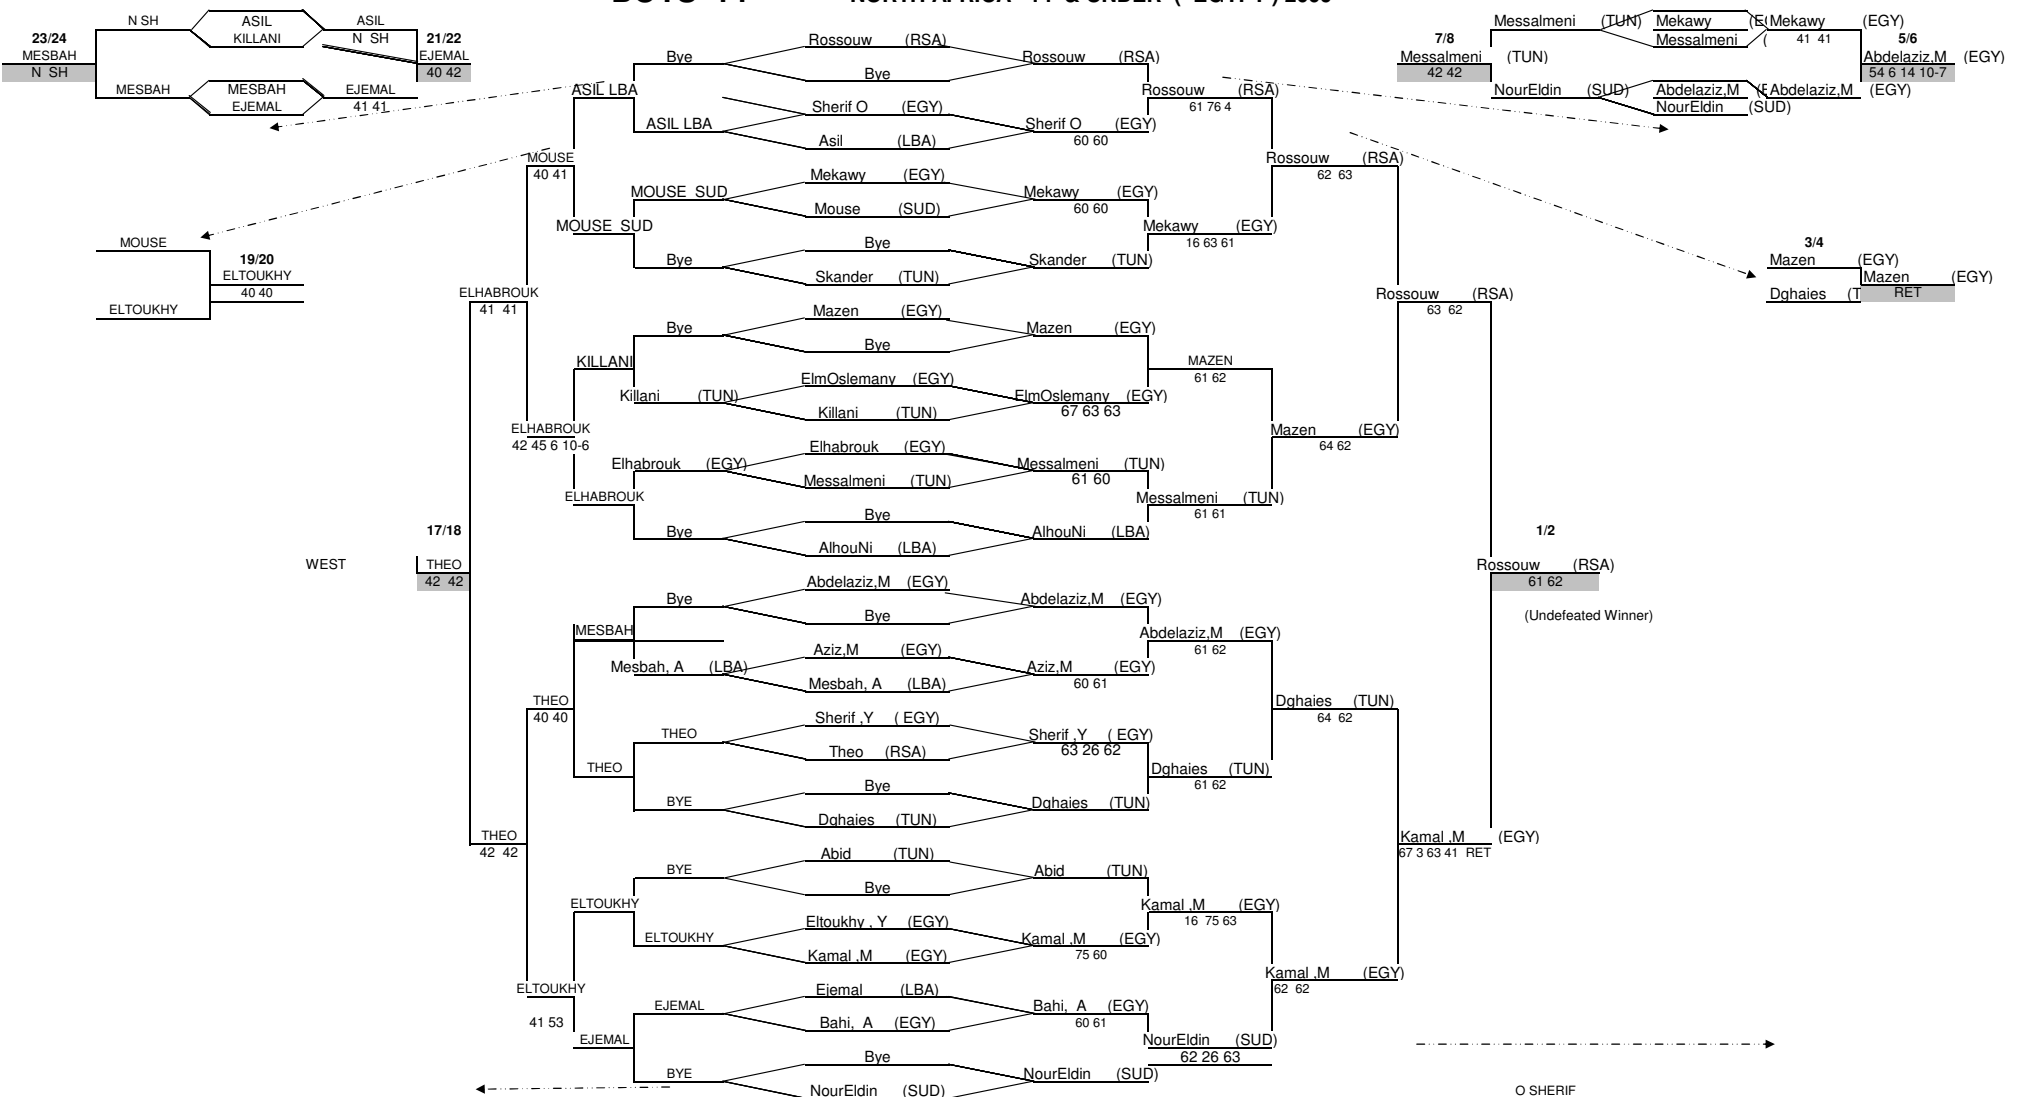 N SH
ASIL
KILLANI
ASIL
N SH
23/24
MESBAH
N SH
21/22
EJEMAL
40 42
MESBAH
MESBAH
EJEMAL
EJEMAL
41 41
MOUSE
ELTOUKHY
19/20
ELTOUKHY
40 40
ASIL LBA
MOUSE
40 41
MOUSE SUD
ELHABROUK
41 41
KILLANI
ELHABROUK
42 45 6 10-6
ELHABROUK
17/18
WEST
THEO
42 42
MESBAH
THEO
40 40
THEO
THEO
42 42
ELTOUKHY
ELTOUKHY
41 53
EJEMAL
Bye
ASIL LBA
MOUSE SUD
Bye
Bye
Killani (TUN)
Elhabrouk (EGY)
Bye
Bye
Mesbah, A (LBA)
THEO
BYE
BYE
ELTOUKHY
EJEMAL
BYE
Rossouw (RSA)
Bye
Sherif O (EGY)
Asil (LBA)
Mekawy (EGY)
Mouse (SUD)
Bye
Skander (TUN)
Mazen (EGY)
Bye
ElmOslemany (EGY)
Killani (TUN)
Elhabrouk (EGY)
Messalmeni (TUN)
Bye
AlhouNi (LBA)
Abdelaziz,M (EGY)
Bye
Aziz,M (EGY)
Mesbah, A (LBA)
Sherif ,Y ( EGY)
Theo (RSA)
Bye
Dghaies (TUN)
Abid (TUN)
Bye
Eltoukhy , Y (EGY)
Kamal ,M (EGY)
Ejemal (LBA)
Bahi, A (EGY)
Bye
NourEldin (SUD)
Rossouw (RSA)
Sherif O (EGY)
60 60
Mekawy (EGY)
60 60
Skander (TUN)
Mazen (EGY)
ElmOslemany (EGY)
67 63 63
Messalmeni (TUN)
61 60
AlhouNi (LBA)
Abdelaziz,M (EGY)
Aziz,M (EGY)
60 61
Sherif ,Y ( EGY)
63 26 62
Dghaies (TUN)
Abid (TUN)
Kamal ,M (EGY)
75 60
Bahi, A (EGY)
60 61
NourEldin (SUD)
Rossouw (RSA)
61 76 4
Mekawy (EGY)
16 63 61
MAZEN
61 62
Messalmeni (TUN)
61 61
Abdelaziz,M (EGY)
61 62
Dghaies (TUN)
61 62
Kamal ,M (EGY)
16 75 63
NourEldin (SUD)
62 26 63
Rossouw (RSA)
62 63
Mazen (EGY)
64 62
Dghaies (TUN)
64 62
Kamal ,M (EGY)
62 62
Rossouw (RSA)
63 62
Kamal ,M (EGY)
67 3 63 41 RET
1/2
Rossouw (RSA)
61 62
(Undefeated Winner)
Messalmeni (TUN)
Mekawy
Messalmeni
Mekawy (EGY)
41 41
7/8
Messalmeni (TUN)
42 42
5/6
Abdelaziz,M (EGY)
54 6 14 10-7
NourEldin (SUD)
Abdelaziz,M
NourEldin (SUD)
Abdelaziz,M (EGY)
3/4
Mazen (EGY)
Mazen (EGY)
RET
Dghaies
O SHERIF